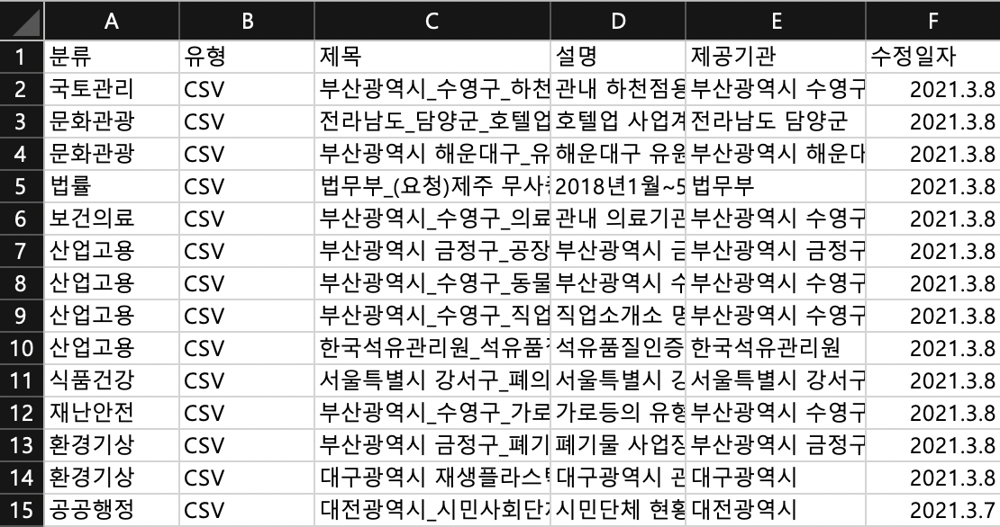 A B C D E F
1 분류 유형 제목 설명 제공기관 수정일자
2 국토관리 CSV 부산광역시_수영구_하천 관내 하천점용 부산광역시 수영구 2021.3.8
3 문화관광 CSV 전라남도_담양군_호텔업 호텔업 사업계 전라남도 담양군 2021.3.8
4 문화관광 CSV 부산광역시 해운대구_유 해운대구 유원 부산광역시 해운대 2021.3.8
5 법률 CSV 법무부_(요청)제주 무사증 2018년1월~5 법무부 2021.3.8
6 보건의료 CSV 부산광역시_수영구_의료 관내 의료기관 부산광역시 수영구 2021.3.8
7 산업고용 CSV 부산광역시 금정구_공장 부산광역시 금 부산광역시 금정구 2021.3.8
8 산업고용 CSV 부산광역시_수영구_동물 부산광역시 수 부산광역시 수영구 2021.3.8
9 산업고용 CSV 부산광역시_수영구_직업 직업소개소 명 부산광역시 수영구 2021.3.8
10 산업고용 CSV 한국석유관리원_석유품질 석유품질인증 한국석유관리원 2021.3.8
11 식품건강 CSV 서울특별시 강서구_폐의 서울특별시 강 서울특별시 강서구 2021.3.8
12 재난안전 CSV 부산광역시_수영구_가로 가로등의 유형 부산광역시 수영구 2021.3.8
13 환경기상 CSV 부산광역시 금정구_폐기 폐기물 사업장 부산광역시 금정구 2021.3.8
14 환경기상 CSV 대구광역시 재생플라스틱 대구광역시 관 대구광역시 2021.3.8
15 공공행정 CSV 대전광역시_시민사회단체 시민단체 현황 대전광역시 2021.3.7